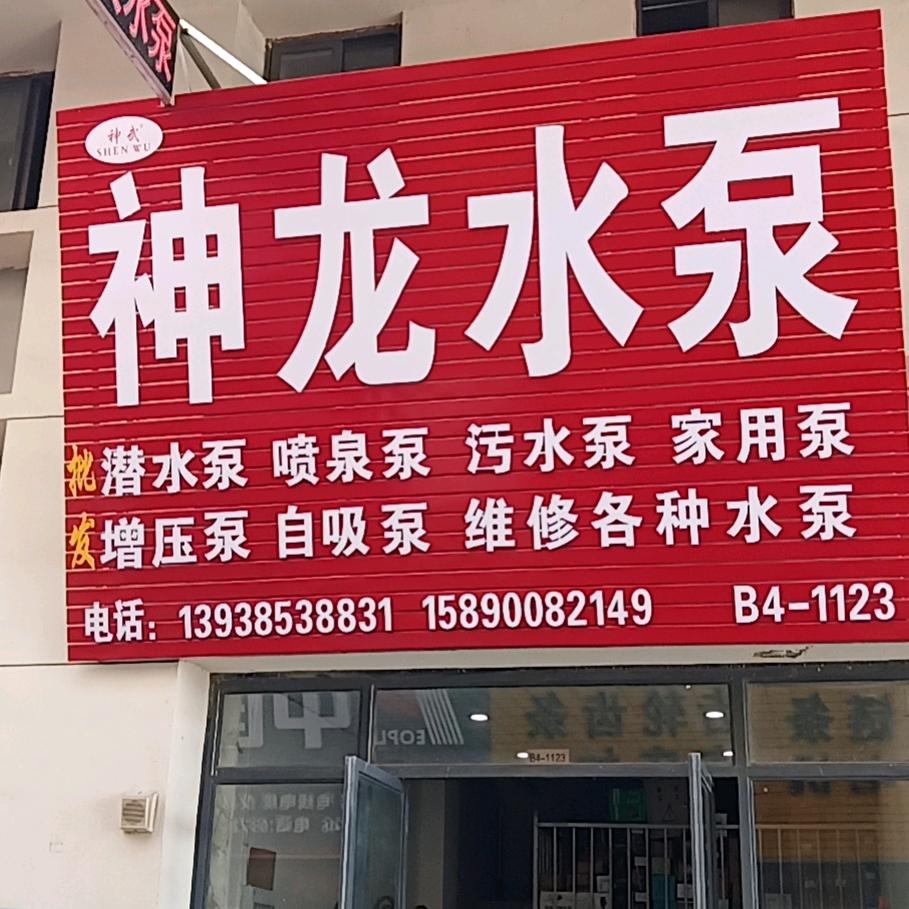 水泵
神武
SHEN WU
神龙水泵
批发
潜水泵 喷泉泵 污水泵 家用泵
增压泵 自吸泵 维修各种水泵
电话：13938538831 15890082149 B4-1123
B4-1123